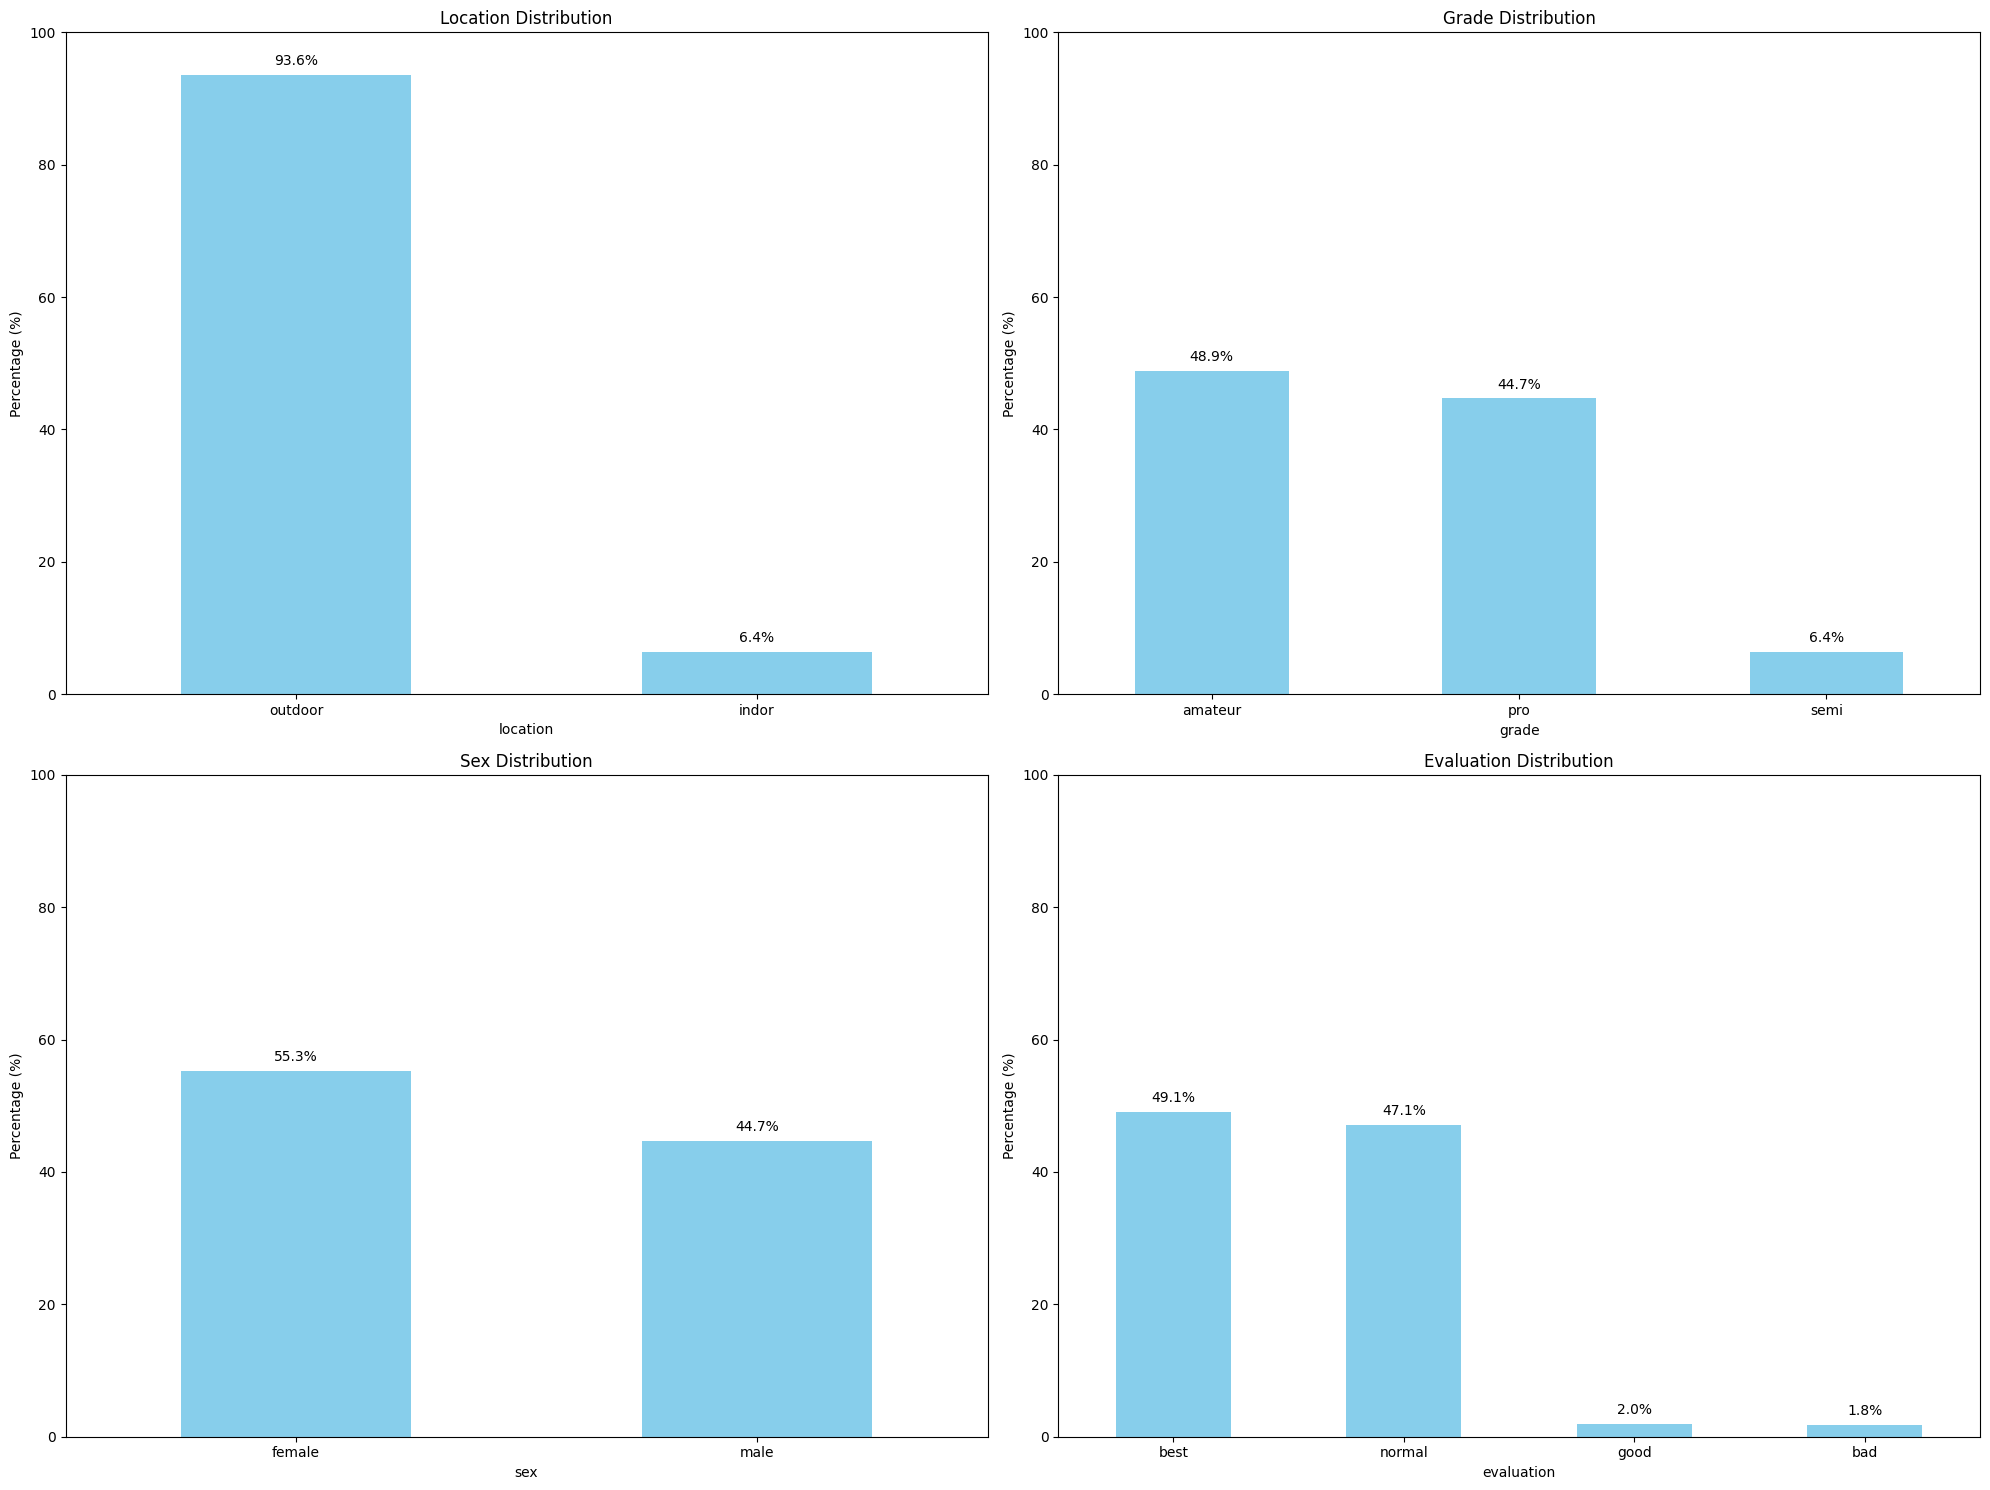 Location Distribution
100
80
60
40
20
0
Percentage (%)
93.6%
6.4%
outdoor
indor
location
Grade Distribution
100
80
60
40
20
0
Percentage (%)
48.9%
44.7%
6.4%
amateur
pro
semi
grade
Sex Distribution
100
80
60
40
20
0
Percentage (%)
55.3%
44.7%
female
male
sex
Evaluation Distribution
100
80
60
40
20
0
Percentage (%)
49.1%
47.1%
2.0%
1.8%
best
normal
good
bad
evaluation